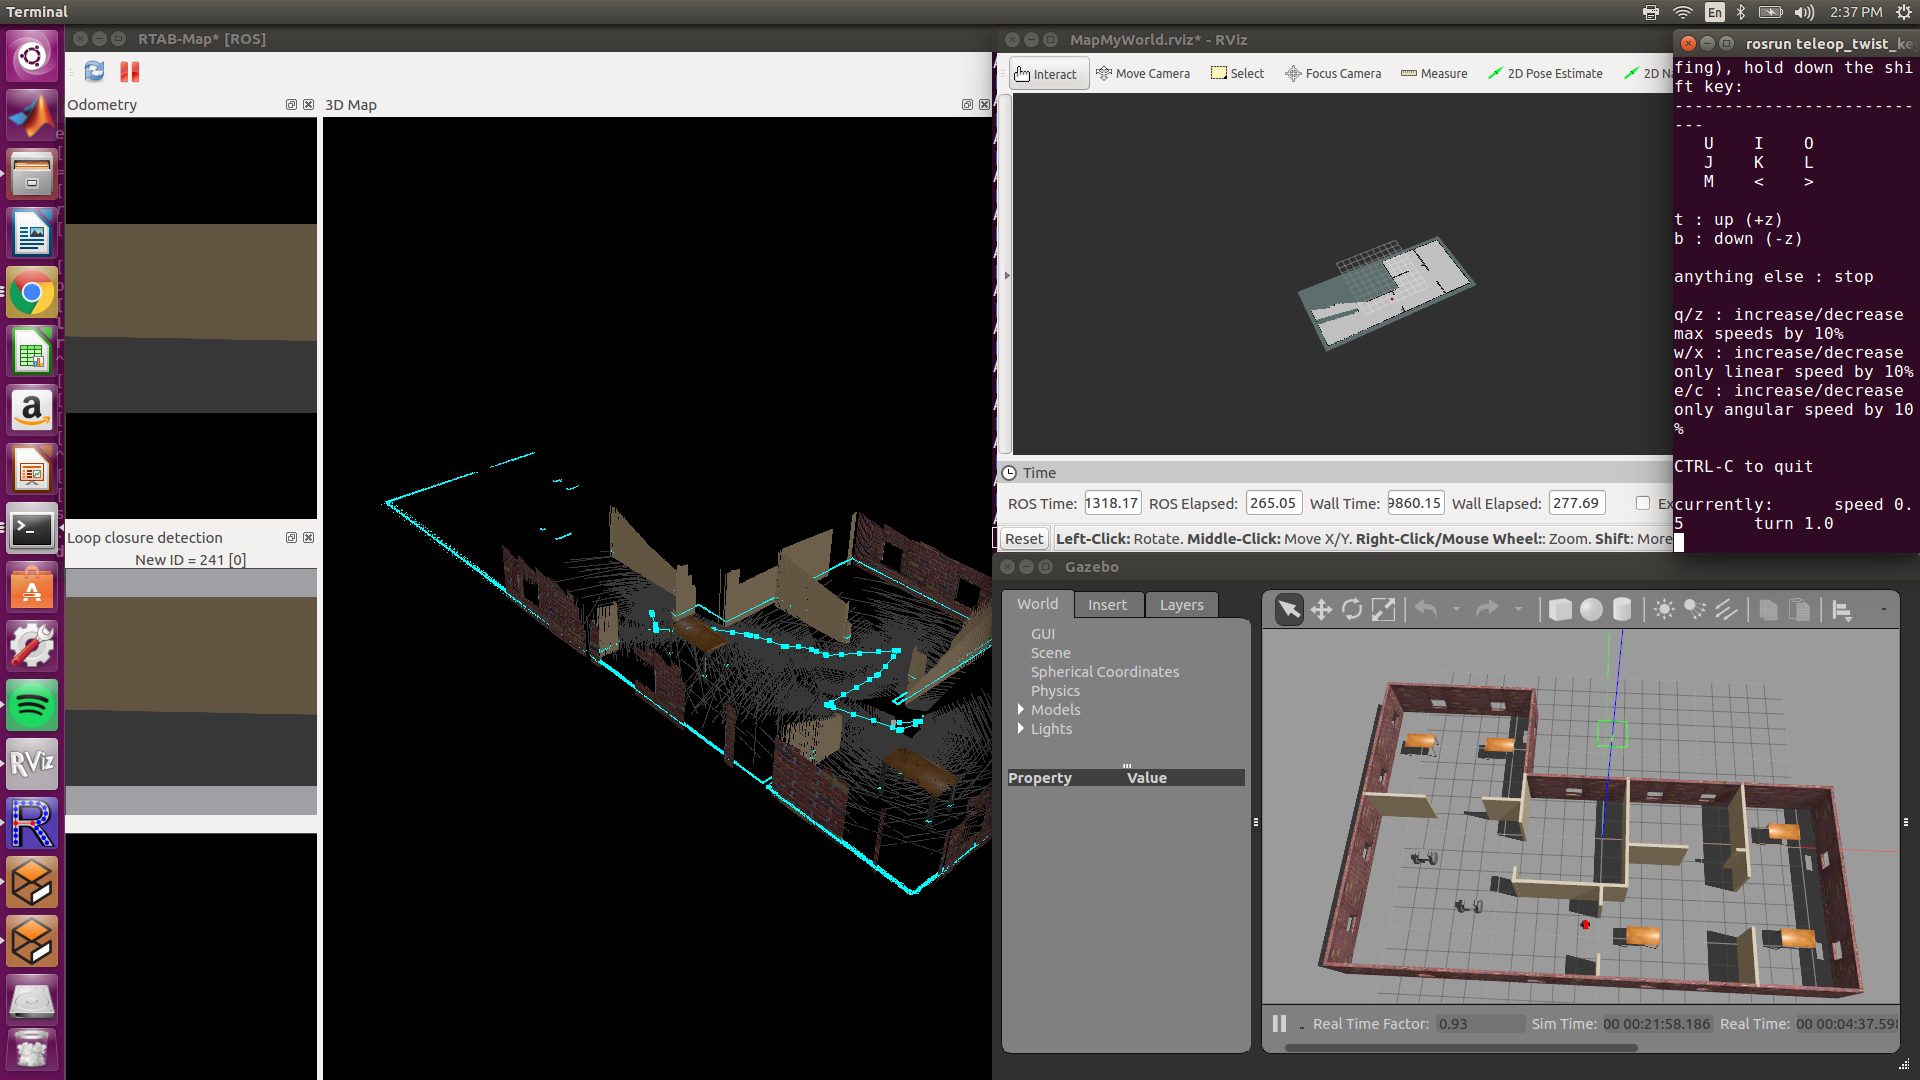 Terminal
En
2:37 PM
RTAB-Map* [ROS]
Odometry
3D Map
Loop closure detection
New ID = 241 [0]
MapMyWorld.rviz* - RViz
Interact
Move Camera
Select
Focus Camera
Measure
2D Pose Estimate
2D N
Time
ROS Time: 1318.17 ROS Elapsed: 265.05 Wall Time: 9860.15 Wall Elapsed: 277.69 Ex
Reset
Left-Click: Rotate. Middle-Click: Move X/Y. Right-Click/Mouse Wheel:: Zoom. Shift: More
rosrun teleop_twist_ke
fing), hold down the shi
ft key:
------------------------
---
U I O
J K L
M < >
t : up (+z)
b : down (-z)
anything else : stop
q/z : increase/decrease
max speeds by 10%
w/x : increase/decrease
only linear speed by 10%
e/c : increase/decrease
only angular speed by 10
%
CTRL-C to quit
currently: speed 0.
5 turn 1.0
Gazebo
World
Insert
Layers
GUI
Scene
Spherical Coordinates
Physics
Models
Lights
Property Value
Real Time Factor: 0.93 Sim Time: 00 00:21:58.186 Real Time: 00 00:04:37.598
RViz